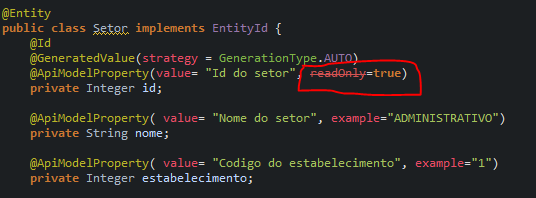 @Entity
public class Setor implements EntityId {
@Id
@GeneratedValue(strategy = GenerationType.AUTO)
@ApiModelProperty(value= "Id do setor", readOnly=true)
private Integer id;
@ApiModelProperty( value= "Nome do setor", example="ADMINISTRATIVO")
private String nome;
@ApiModelProperty( value= "Codigo do estabelecimento", example="1")
private Integer estabelecimento;